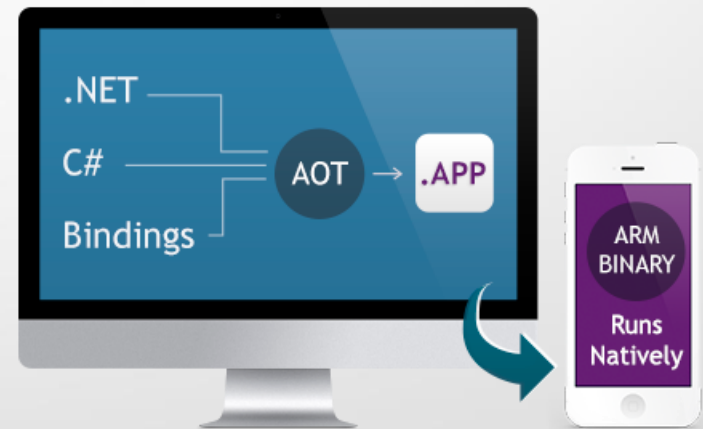 .NET
C#
Bindings
AOT
.APP
ARM
BINARY
Runs
Natively